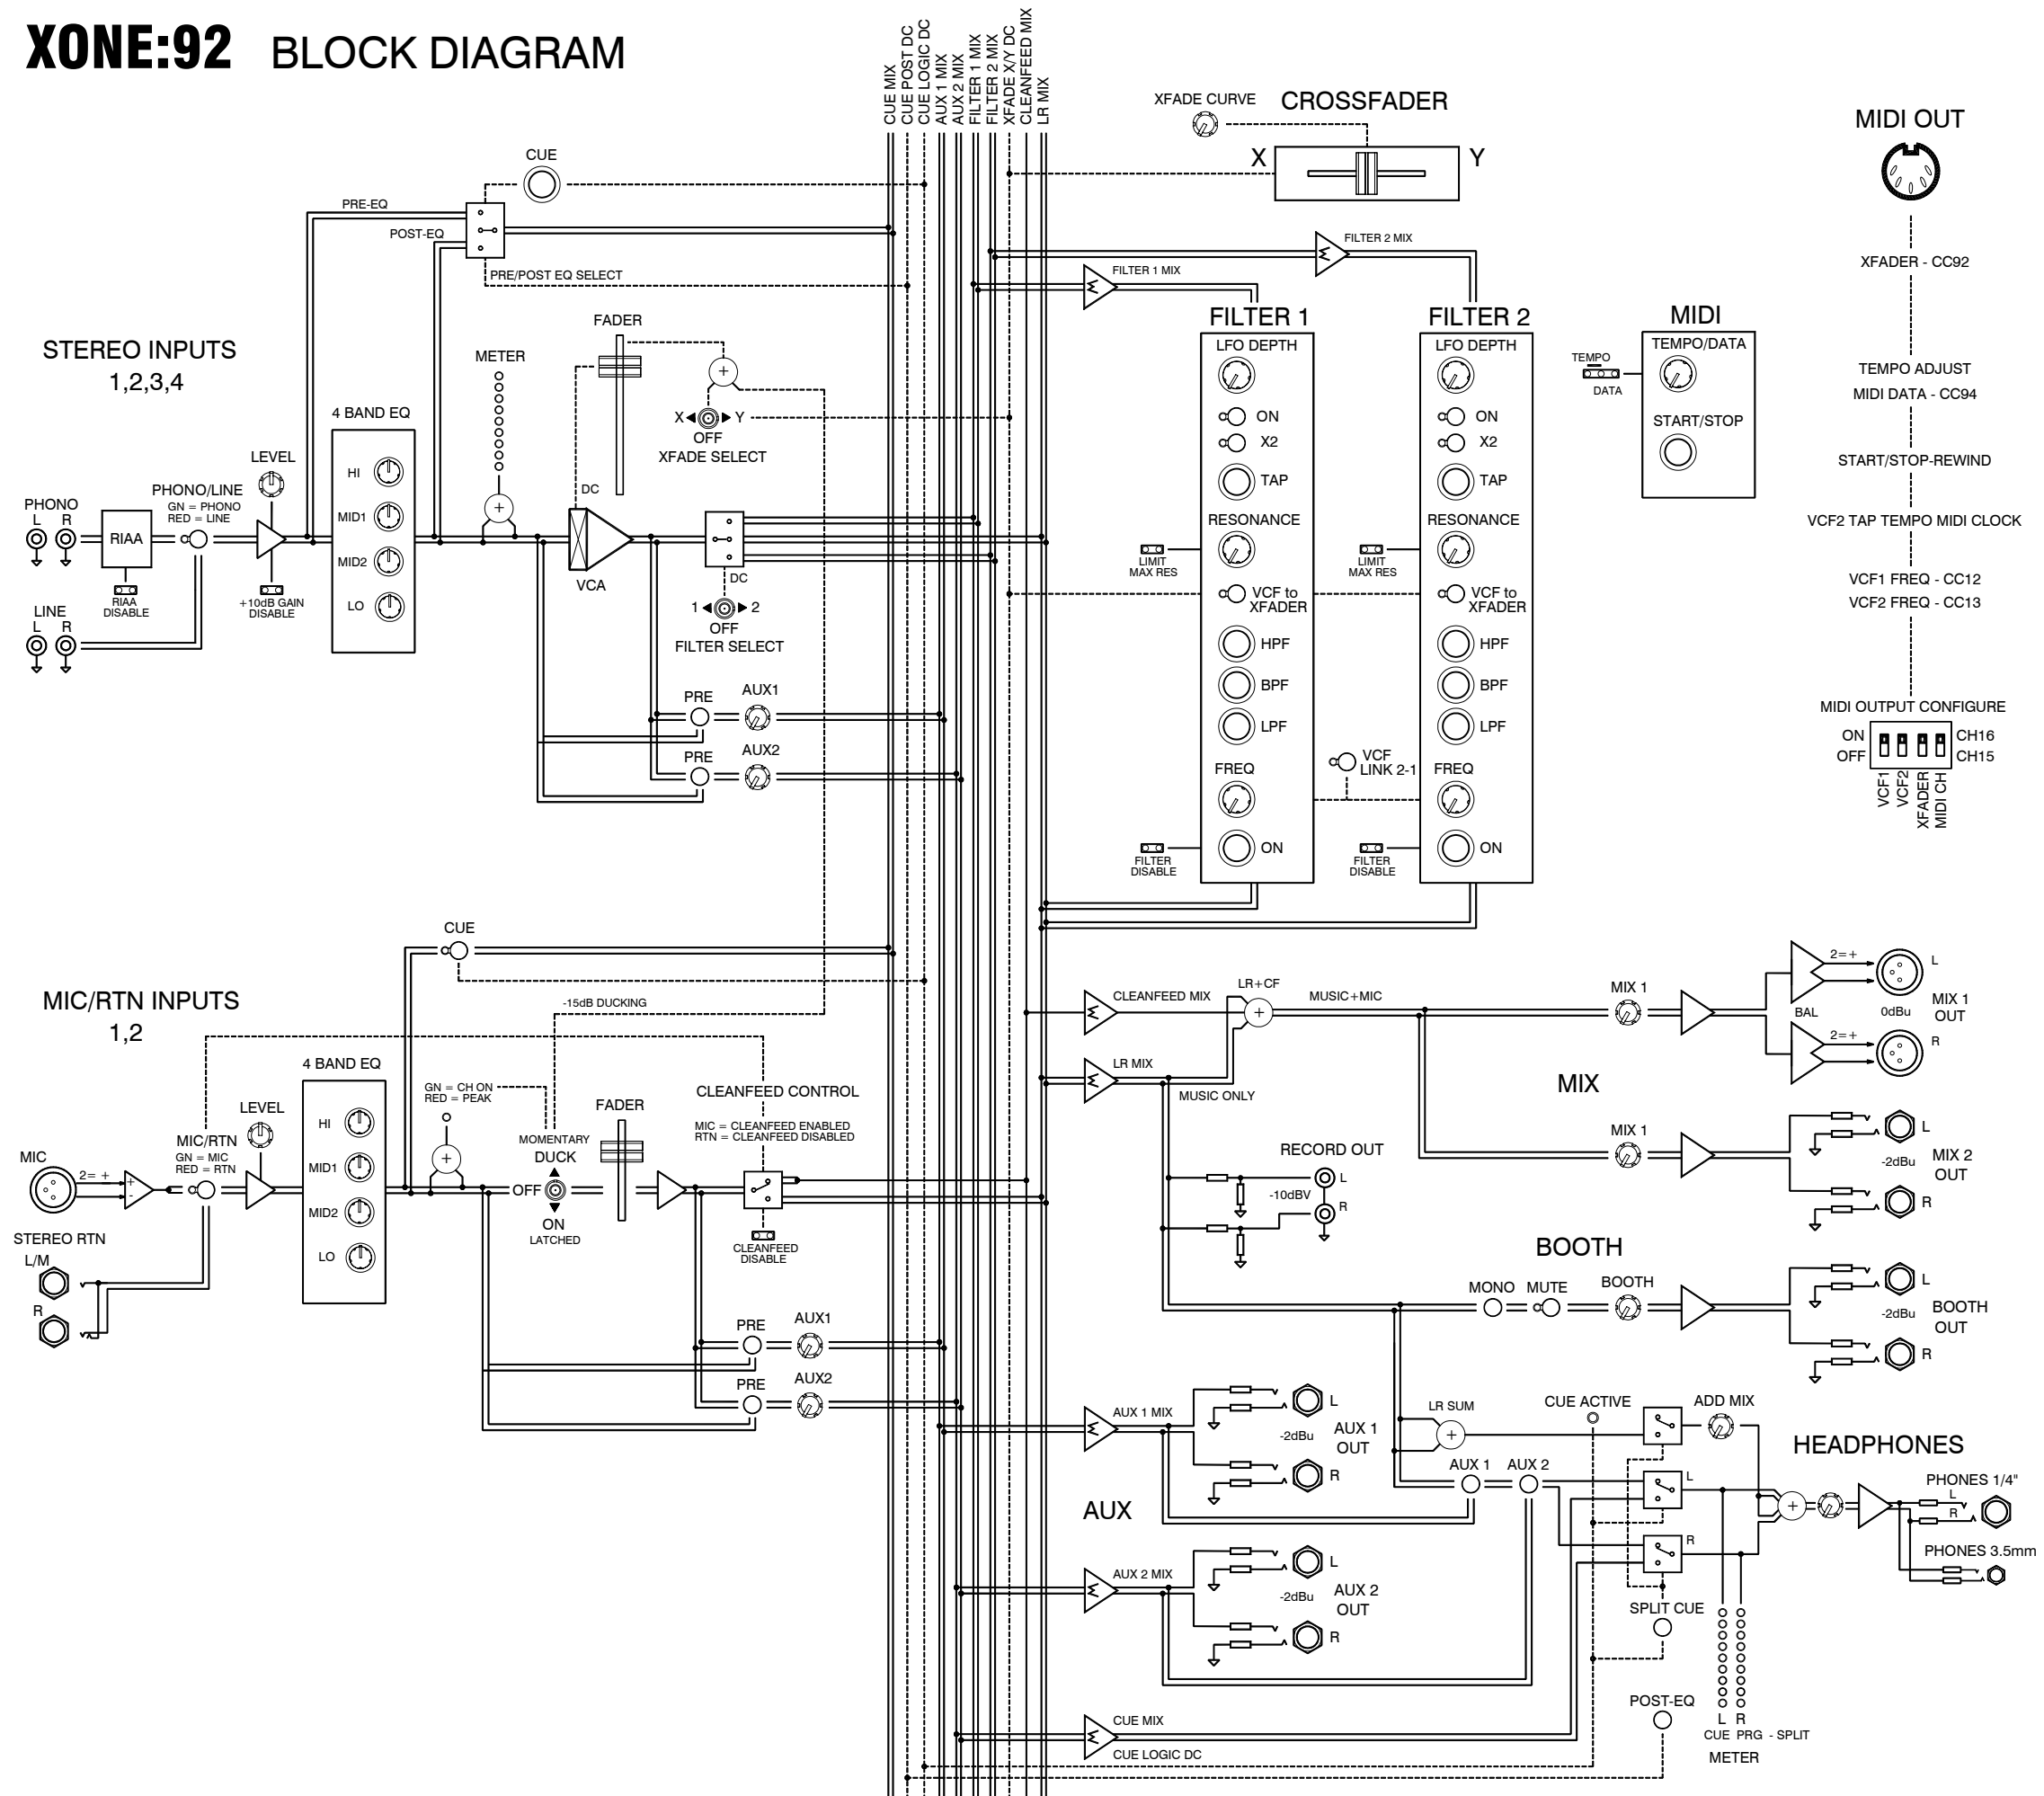 XONE:92 BLOCK DIAGRAM
CUE MIX
CUE POST DC
CUE LOGIC DC
AUX 1 MIX
AUX 2 MIX
FILTER 1 MIX
FILTER 2 MIX
XFADE X/Y DC
CLEANFEED MIX
LR MIX
STEREO INPUTS
1,2,3,4
PHONO
L R
LINE
L R
RIAA
RIAA
DISABLE
PHONO/LINE
GN = PHONO
RED = LINE
LEVEL
+10dB GAIN
DISABLE
4 BAND EQ
HI
MID1
MID2
LO
PRE-EQ
POST-EQ
CUE
PRE/POST EQ SELECT
METER
FADER
DC
VCA
+
X Y
OFF
XFADE SELECT
DC
1 2
OFF
FILTER SELECT
PRE
AUX1
PRE
AUX2
MIC/RTN INPUTS
1,2
MIC
2= +
+
-
STEREO RTN
L/M
R
MIC/RTN
GN = MIC
RED = RTN
LEVEL
4 BAND EQ
HI
MID1
MID2
LO
CUE
-15dB DUCKING
GN = CH ON
RED = PEAK
+
MOMENTARY
DUCK
OFF
ON
LATCHED
FADER
CLEANFEED CONTROL
MIC = CLEANFEED ENABLED
RTN = CLEANFEED DISABLED
CLEANFEED
DISABLE
PRE
AUX1
PRE
AUX2
XFADE CURVE
CROSSFADER
X Y
FILTER 1 MIX
FILTER 2 MIX
FILTER 1
LFO DEPTH
ON
X2
TAP
RESONANCE
LIMIT
MAX RES
VCF to
XFADER
HPF
BPF
LPF
FREQ
ON
FILTER
DISABLE
VCF
LINK 2-1
FILTER 2
LFO DEPTH
ON
X2
TAP
RESONANCE
LIMIT
MAX RES
VCF to
XFADER
HPF
BPF
LPF
FREQ
ON
FILTER
DISABLE
MIDI
TEMPO/DATA
TEMPO
DATA
START/STOP
MIDI OUT
XFADER - CC92
TEMPO ADJUST
MIDI DATA - CC94
START/STOP-REWIND
VCF2 TAP TEMPO MIDI CLOCK
VCF1 FREQ - CC12
VCF2 FREQ - CC13
MIDI OUTPUT CONFIGURE
ON CH16
OFF CH15
VCF1
VCF2
XFADER
MIDI CH
CLEANFEED MIX
LR+CF
+
MUSIC+MIC
LR MIX
MUSIC ONLY
MIX 1
BAL
2=+
L
0dBu
MIX 1
OUT
2=+
R
MIX
MIX 1
L
-2dBu
MIX 2
OUT
R
RECORD OUT
L
-10dBV
R
BOOTH
MONO
MUTE
BOOTH
L
-2dBu
BOOTH
OUT
R
AUX 1 MIX
L
-2dBu
AUX 1
OUT
R
AUX
AUX 2 MIX
L
-2dBu
AUX 2
OUT
R
LR SUM
+
AUX 1
AUX 2
CUE ACTIVE
ADD MIX
L
R
HEADPHONES
+
PHONES 1/4"
L
R
PHONES 3.5mm
SPLIT CUE
POST-EQ
L R
CUE PRG - SPLIT
METER
CUE MIX
CUE LOGIC DC